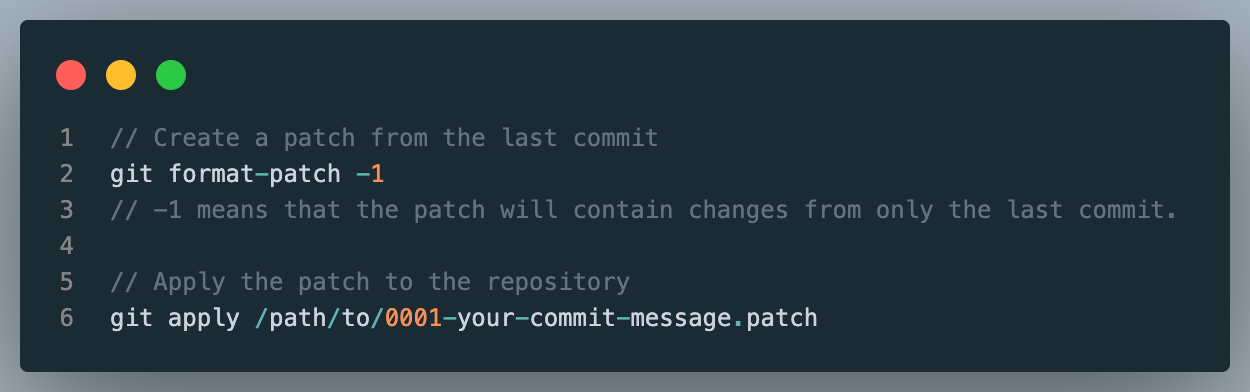 1 // Create a patch from the last commit
2 git format-patch -1
3 // -1 means that the patch will contain changes from only the last commit.
4
5 // Apply the patch to the repository
6 git apply /path/to/0001-your-commit-message.patch